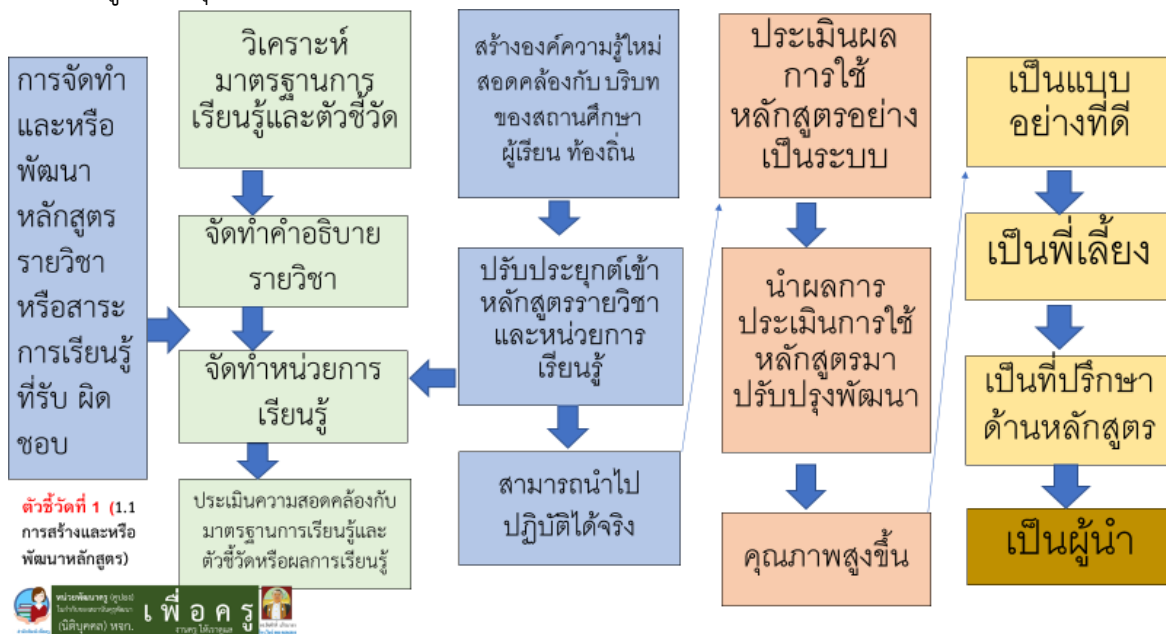 การจัดทำ
และหรือ
พัฒนา
หลักสูตร
รายวิชา
หรือสาระ
การเรียนรู้
ที่รับ ผิด
ชอบ
ตัวชี้วัดที่ 1 (1.1
การสร้างและหรือ
พัฒนาหลักสูตร)
วิเคราะห์
มาตรฐานการ
เรียนรู้และตัวชี้วัด
จัดทำคำอธิบาย
รายวิชา
จัดทำหน่วยการ
เรียนรู้
ประเมินความสอดคล้องกับ
มาตรฐานการเรียนรู้และ
ตัวชี้วัดหรือผลการเรียนรู้
สร้างองค์ความรู้ใหม่
สอดคล้องกับ บริบท
ของสถานศึกษา
ผู้เรียน ท้องถิ่น
ปรับประยุกต์เข้า
หลักสูตรรายวิชา
และหน่วยการ
เรียนรู้
สามารถนำไป
ปฏิบัติได้จริง
ประเมินผล
การใช้
หลักสูตรอย่าง
เป็นระบบ
นำผลการ
ประเมินการใช้
หลักสูตรมา
ปรับปรุงพัฒนา
คุณภาพสูงขึ้น
เป็นแบบ
อย่างที่ดี
เป็นพี่เลี้ยง
เป็นที่ปรึกษา
ด้านหลักสูตร
เป็นผู้นำ
หน่วยพัฒนาครู
(นิติบุคคล) หจก.
เพื่อครู